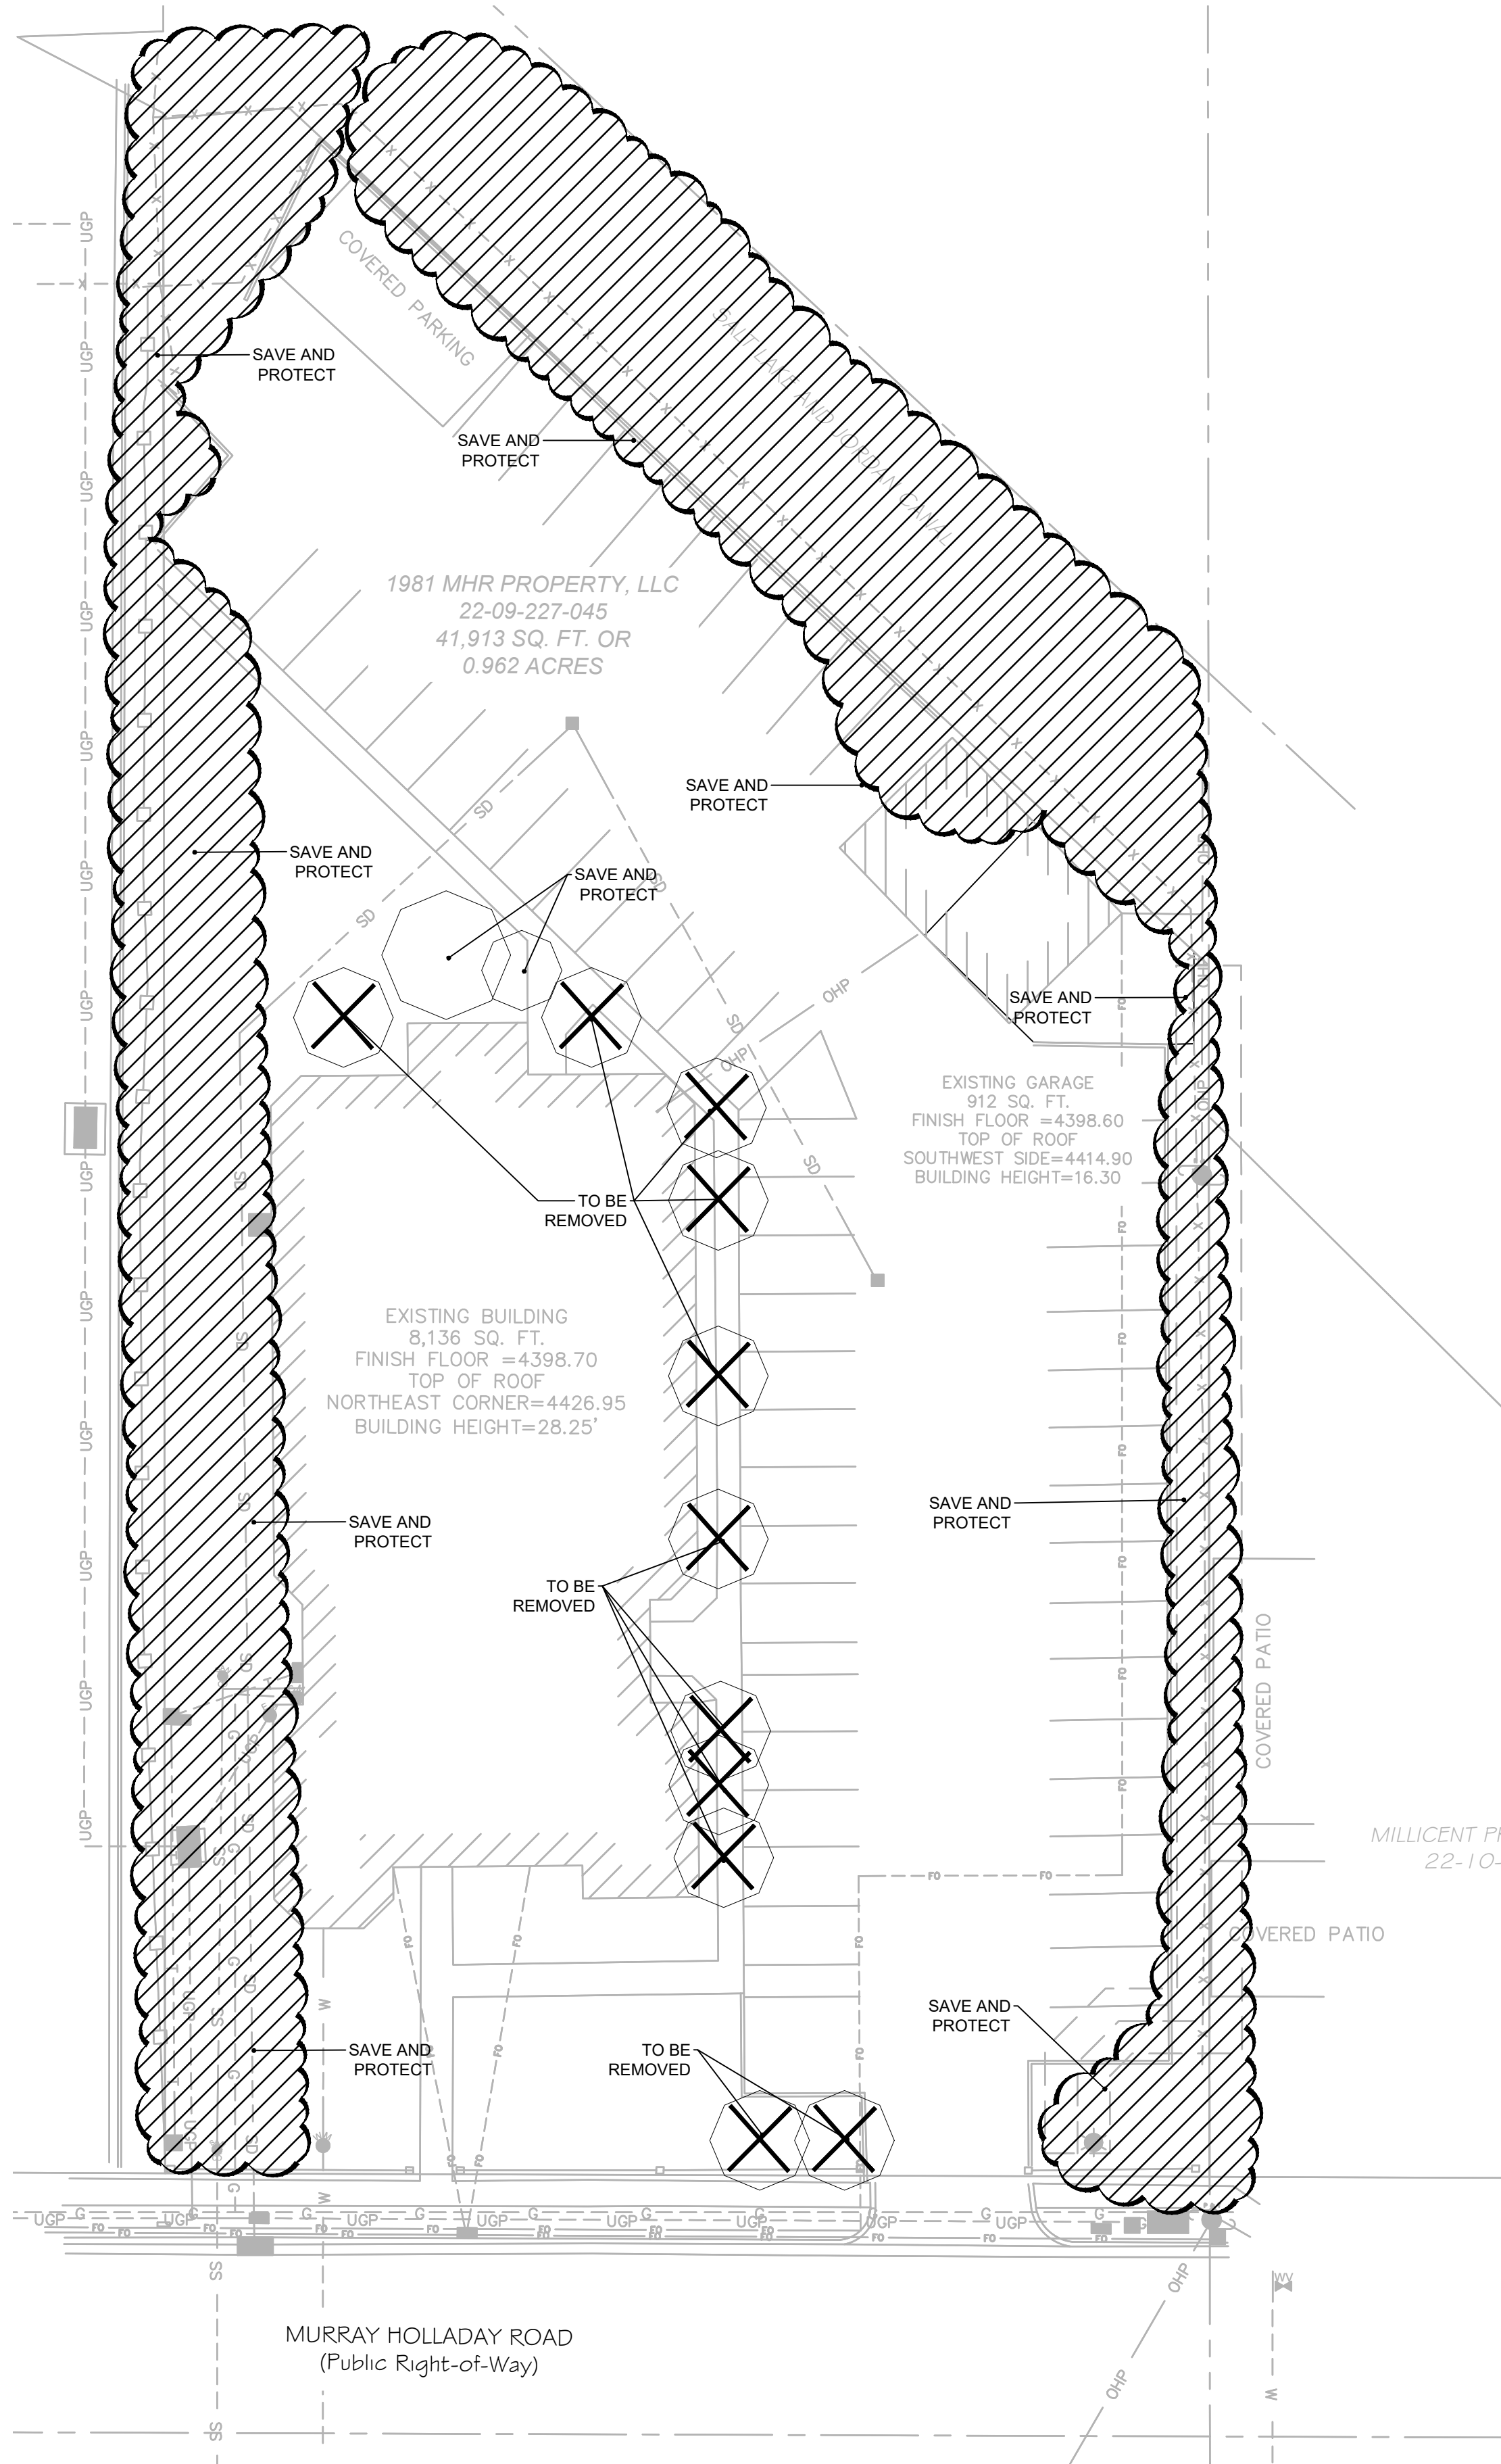 COVERED PARKING
SALT LAKE AND JORDAN CANAL
SAVE AND
PROTECT
SAVE AND
PROTECT
1981 MHR PROPERTY, LLC
22-09-227-045
41,913 SQ. FT. OR
0.962 ACRES
SAVE AND
PROTECT
SAVE AND
PROTECT
SAVE AND
PROTECT
SAVE AND
PROTECT
EXISTING GARAGE
912 SQ. FT.
FINISH FLOOR =4398.60
TOP OF ROOF
SOUTHWEST SIDE=4414.90
BUILDING HEIGHT=16.30
TO BE
REMOVED
EXISTING BUILDING
8,136 SQ. FT.
FINISH FLOOR =4398.70
TOP OF ROOF
NORTHEAST CORNER=4426.95
BUILDING HEIGHT=28.25'
SAVE AND
PROTECT
SAVE AND
PROTECT
TO BE
REMOVED
COVERED PATIO
MILLICENT
22-10-
COVERED PATIO
SAVE AND
PROTECT
SAVE AND
PROTECT
TO BE
REMOVED
UGP
SD
OHP
FO
SS
G
W
X
T
WV
MURRAY HOLLADAY ROAD
(Public Right-of-Way)